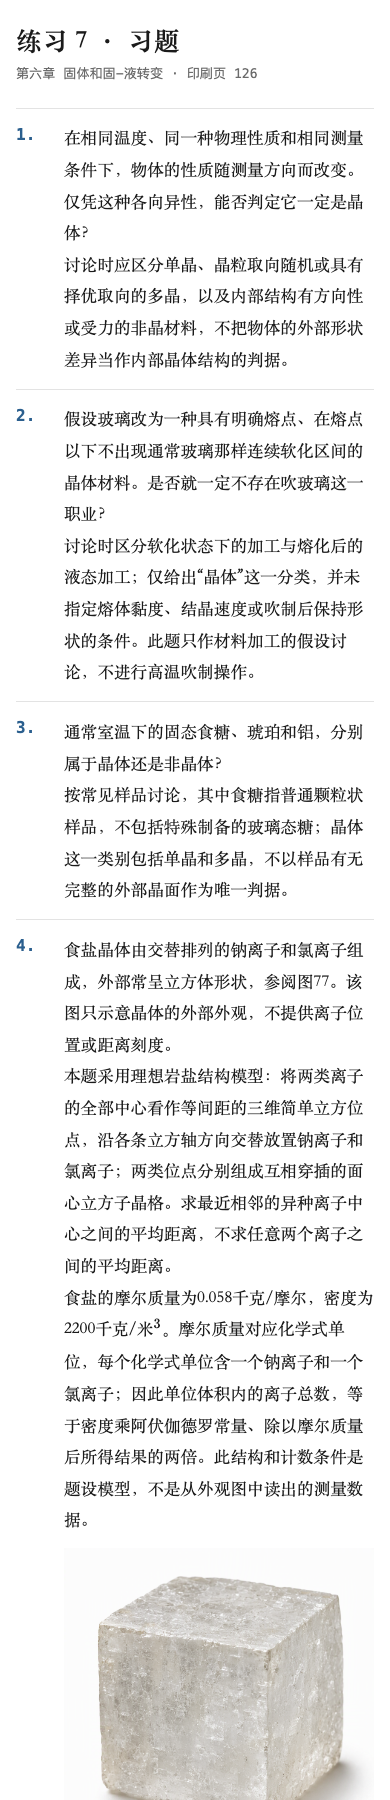 练习 7 · 习题
第六章 固体和固—液转变 · 印刷页 126
1.
在相同温度、同一种物理性质和相同测量
条件下，物体的性质随测量方向而改变。
仅凭这种各向异性，能否判定它一定是晶
体？
讨论时应区分单晶、晶粒取向随机或具有
择优取向的多晶，以及内部结构有方向性
或受力的非晶材料，不把物体的外部形状
差异当作内部晶体结构的判据。
2.
假设玻璃改为一种具有明确熔点、在熔点
以下不出现通常玻璃那样连续软化区间的
晶体材料。是否就一定不存在吹玻璃这一
职业？
讨论时区分软化状态下的加工与熔化后的
液态加工；仅给出“晶体”这一分类，并未
指定熔体黏度、结晶速度或吹制后保持形
状的条件。此题只作材料加工的假设讨
论，不进行高温吹制操作。
3.
通常室温下的固态食糖、琥珀和铝，分别
属于晶体还是非晶体？
按常见样品讨论，其中食糖指普通颗粒状
样品，不包括特殊制备的玻璃态糖；晶体
这一类别包括单晶和多晶，不以样品有无
完整的外部晶面作为唯一判据。
4.
食盐晶体由交替排列的钠离子和氯离子组
成，外部常呈立方体形状，参阅图77。该
图只示意晶体的外部外观，不提供离子位
置或距离刻度。
本题采用理想岩盐结构模型：将两类离子
的全部中心看作等间距的三维简单立方位
点，沿各条立方轴方向交替放置钠离子和
氯离子；两类位点分别组成互相穿插的面
心立方子晶格。求最近相邻的异种离子中
心之间的平均距离，不求任意两个离子之
间的平均距离。
食盐的摩尔质量为0.058千克/摩尔，密度为
2200千克/米³。摩尔质量对应化学式单
位，每个化学式单位含一个钠离子和一个
氯离子；因此单位体积内的离子总数，等
于密度乘阿伏伽德罗常量、除以摩尔质量
后所得结果的两倍。此结构和计数条件是
题设模型，不是从外观图中读出的测量数
据。